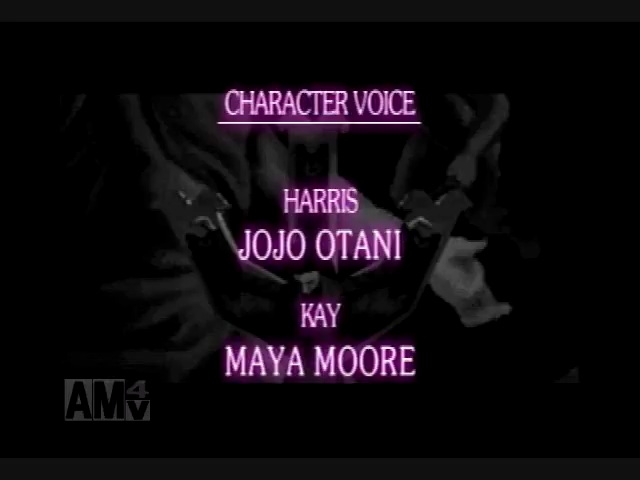 CHARACTER VOICE
HARRIS
JOJO OTANI
KAY
MAYA MOORE
AM4V